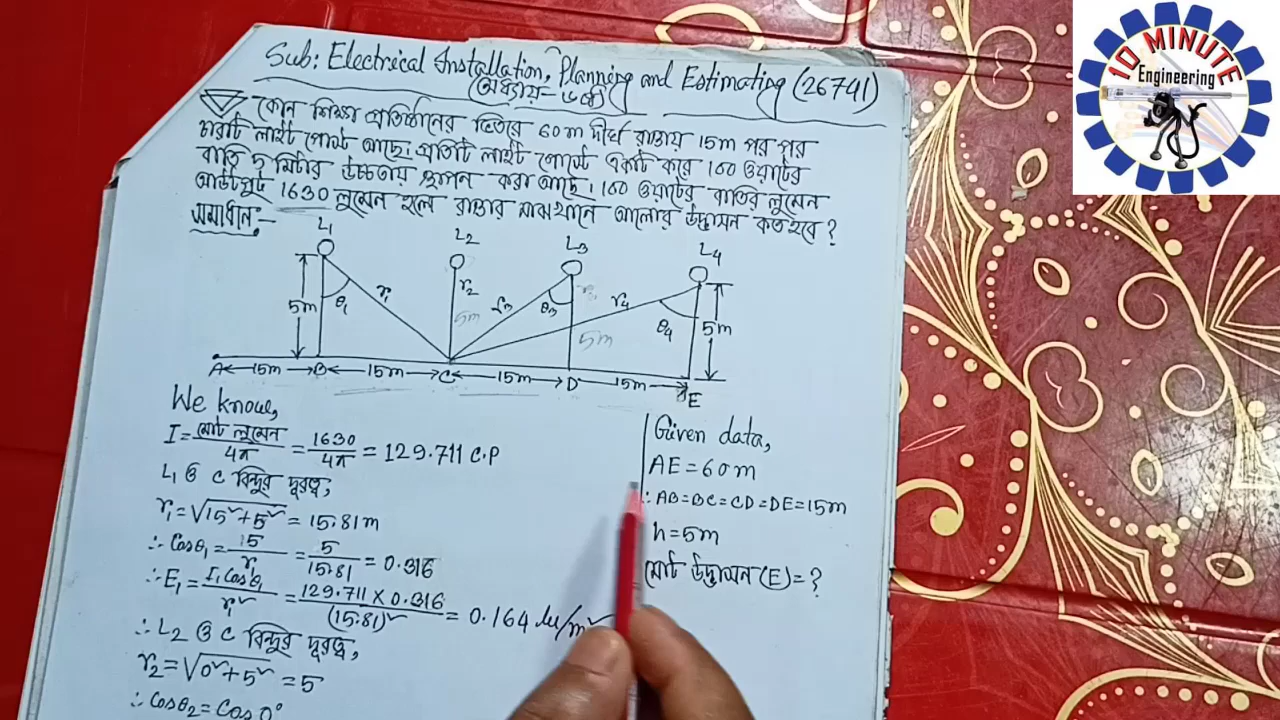 Sub: Electrical Installation, Planning and Estimating (26741)
(অধ্যায়- ৬ষ্ঠ)
কোন শিক্ষা প্রতিষ্ঠানের ভিতরে 60m দীর্ঘ রাস্তায় 15m পর পর
চারটি লাইট পোস্ট আছে। প্রতিটি লাইট পোস্টে একটি করে 100 ওয়াটের
বাতি 5 মিটার উচ্চতায় স্থাপন করা আছে। 100 ওয়াটের বাতির লুমেন
আউটপুট 1630 লুমেন হলে রাস্তার মাঝখানে আলোর উদ্ভাসন কত হবে?
সমাধান:-
L₁ L₂ L₃ L₄
5m θ₁ r₁ r₂ 5m r₃ θ₃ 5m r₄ θ₄ 5m
A 15m B 15m C 15m D 15m E
We know,
I = মোট লুমেন/4π = 1630/4π = 129.711 C.P
L₁ ও C বিন্দুর দূরত্ব,
r₁ = √15² + 5² = 15.81m
∴ Cosθ₁ = 15/r₁ = 5/15.81 = 0.316
∴ E₁ = I₁ Cosθ₁/r₁² = 129.711 × 0.316/(15.81)² = 0.164 lu/m²
∴ L₂ ও C বিন্দুর দূরত্ব,
r₂ = √0² + 5² = 5
∴ Cosθ₂ = Cos 0°
Given data,
AE = 60m
∴ AB = BC = CD = DE = 15m
h = 5m
মোট উদ্ভাসন (E) = ?
10 MINUTE
Engineering